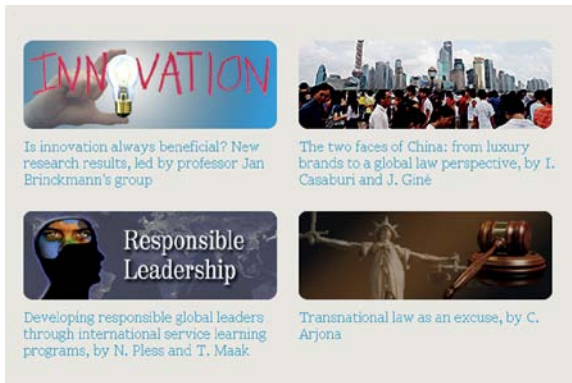 INNOVATION
Is innovation always beneficial? New
research results, led by professor Jan
Brinckmann's group
The two faces of China: from luxury
brands to a global law perspective, by I.
Casaburi and J. Giné
Responsible
Leadership
Developing responsible global leaders
through international service learning
programs, by N. Pless and T. Maak
Transnational law as an excuse, by C.
Arjona